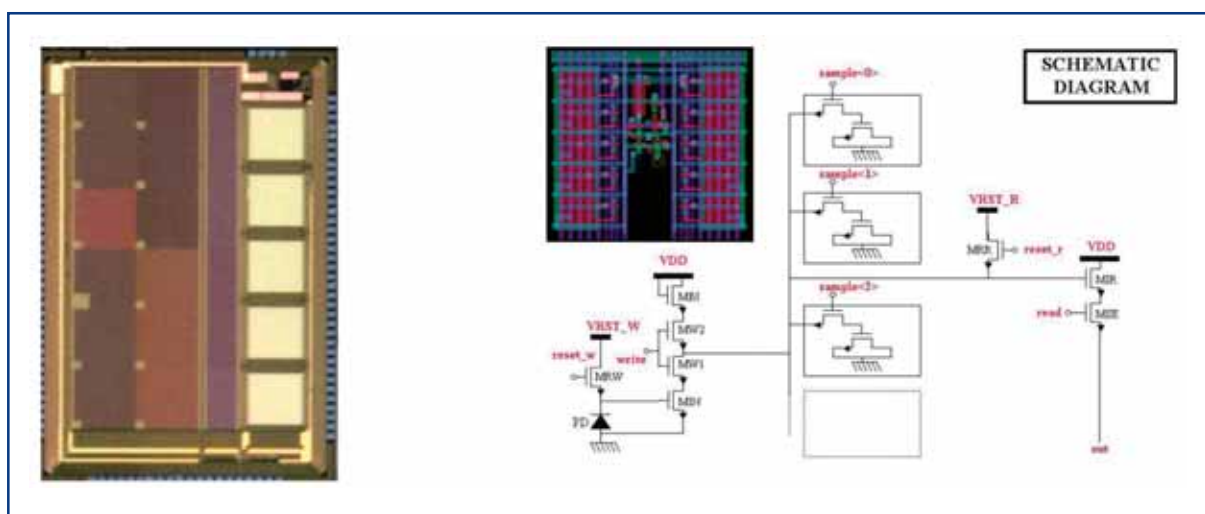 SCHEMATIC
DIAGRAM
sample<0>
sample<1>
sample<2>
VRST_R
MRR
reset_r
VDD
MIR
read
MSE
out
VDD
MBI
VRST_W
MW2
reset_w
write
MRW
MW1
MIN
PD